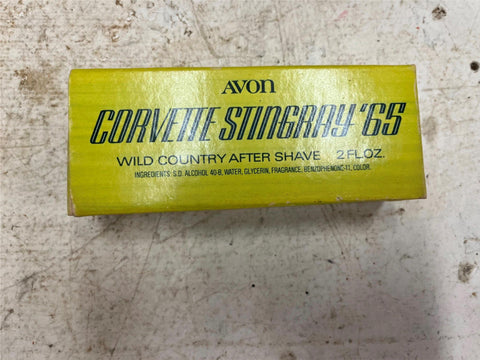 AVON
CORVETTE STINGRAY '65
WILD COUNTRY AFTER SHAVE 2 FL OZ.
INGREDIENTS: S.D. ALCOHOL 40-B, WATER, GLYCERIN, FRAGRANCE, BENZOPHENONE-11, COLOR.